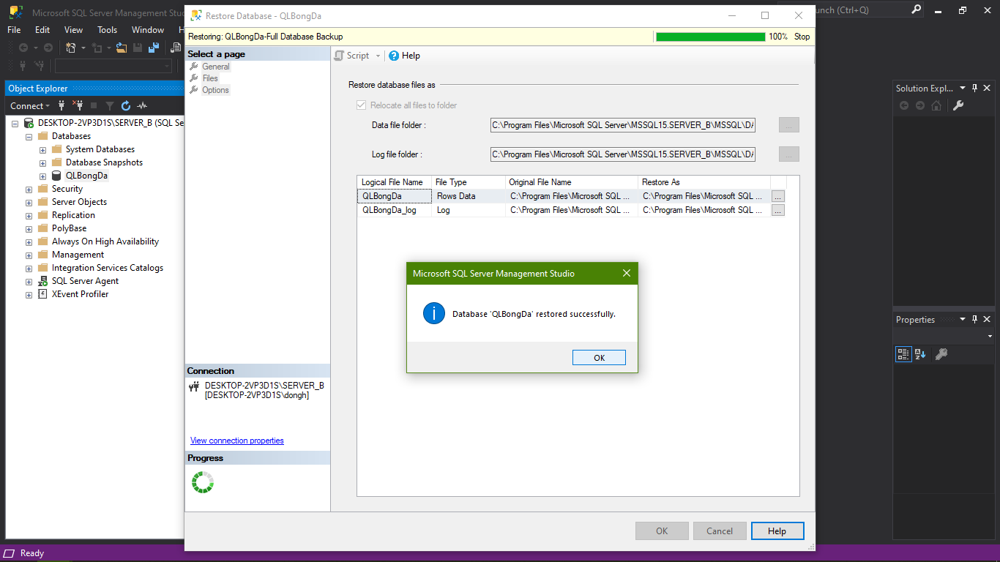 Microsoft SQL Server Management Studio
Launch (Ctrl+Q)
File Edit View Tools Window H
Restore Database - QLBongDa
Restoring: QLBongDa-Full Database Backup
100% Stop
Select a page
General
Files
Options
Script
Help
Restore database files as
Relocate all files to folder
Data file folder :
C:\Program Files\Microsoft SQL Server\MSSQL15.SERVER_B\MSSQL\DA
...
Log file folder :
C:\Program Files\Microsoft SQL Server\MSSQL15.SERVER_B\MSSQL\DA
...
Logical File Name File Type Original File Name Restore As
QLBongDa Rows Data C:\Program Files\Microsoft SQL ... C:\Program Files\Microsoft SQL ... ...
QLBongDa_log Log C:\Program Files\Microsoft SQL ... C:\Program Files\Microsoft SQL ... ...
Microsoft SQL Server Management Studio
Database 'QLBongDa' restored successfully.
OK
Connection
DESKTOP-2VP3D1S\SERVER_B
[DESKTOP-2VP3D1S\dongh]
View connection properties
Progress
OK Cancel Help
Object Explorer
Connect
DESKTOP-2VP3D1S\SERVER_B (SQL Se
Databases
System Databases
Database Snapshots
QLBongDa
Security
Server Objects
Replication
PolyBase
Always On High Availability
Management
Integration Services Catalogs
SQL Server Agent
XEvent Profiler
Solution Expl...
Properties
Ready